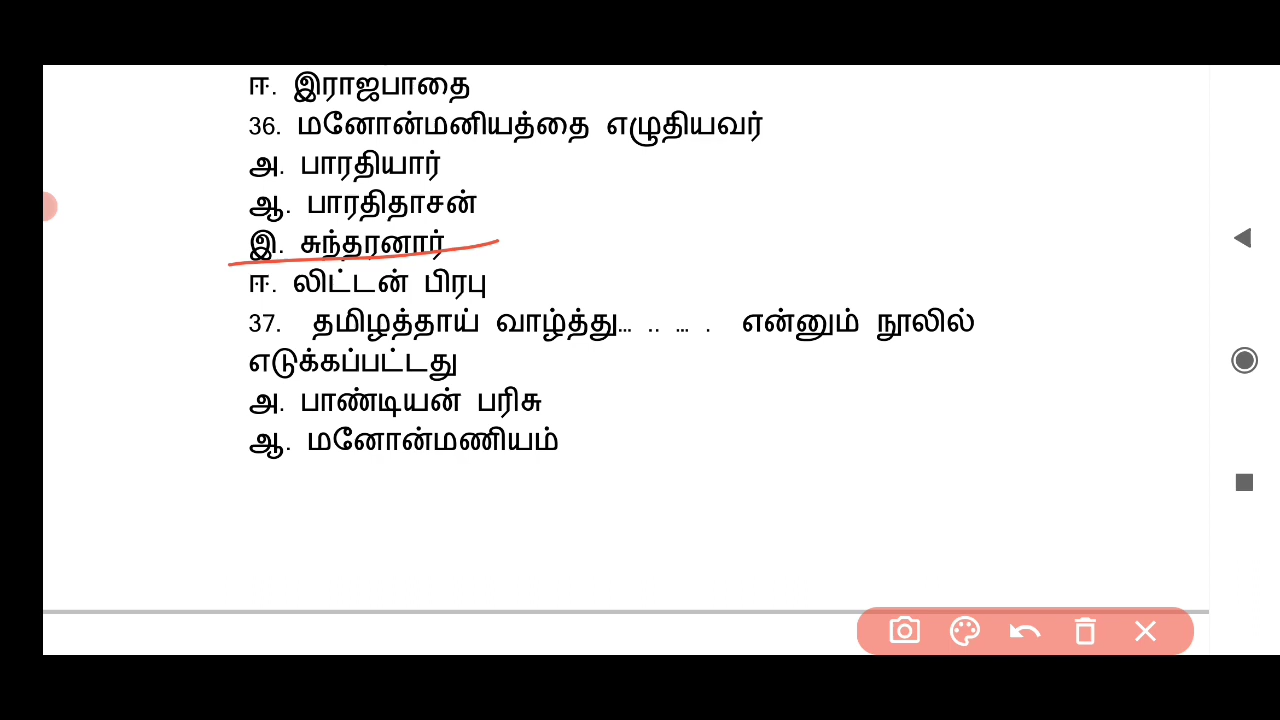 ஈ. இராஜபாதை
36. மனோன்மனியத்தை எழுதியவர்
அ. பாரதியார்
ஆ. பாரதிதாசன்
இ. சுந்தரனார்
ஈ. லிட்டன் பிரபு
37. தமிழத்தாய் வாழ்த்து… .. … . என்னும் நூலில்
எடுக்கப்பட்டது
அ. பாண்டியன் பரிசு
ஆ. மனோன்மணியம்